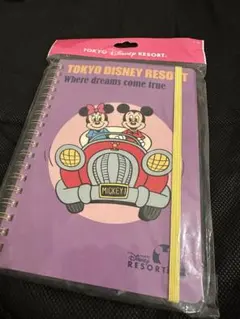 TOKYO Disney RESORT.
TOKYO DISNEY RESORT
Where dreams come true
MICKEY
Disney
RESORT